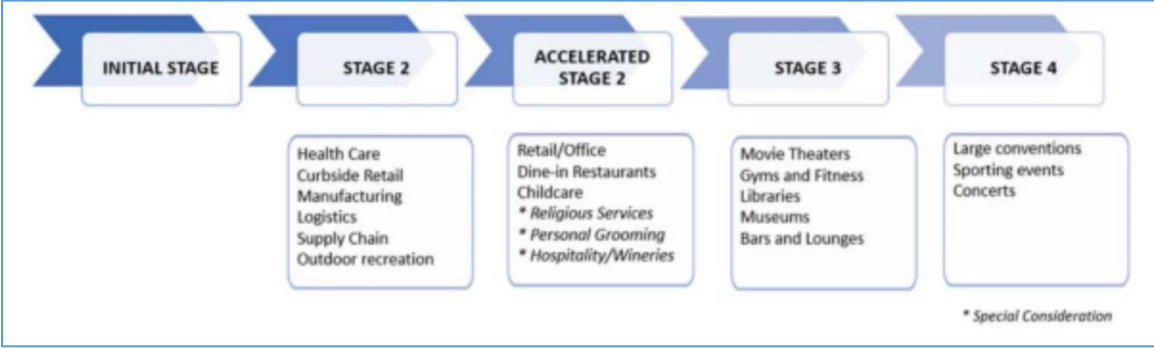 INITIAL STAGE
STAGE 2
ACCELERATED
STAGE 2
STAGE 3
STAGE 4
Health Care
Curbside Retail
Manufacturing
Logistics
Supply Chain
Outdoor recreation
Retail/Office
Dine-in Restaurants
Childcare
* Religious Services
* Personal Grooming
* Hospitality/Wineries
Movie Theaters
Gyms and Fitness
Libraries
Museums
Bars and Lounges
Large conventions
Sporting events
Concerts
* Special Consideration